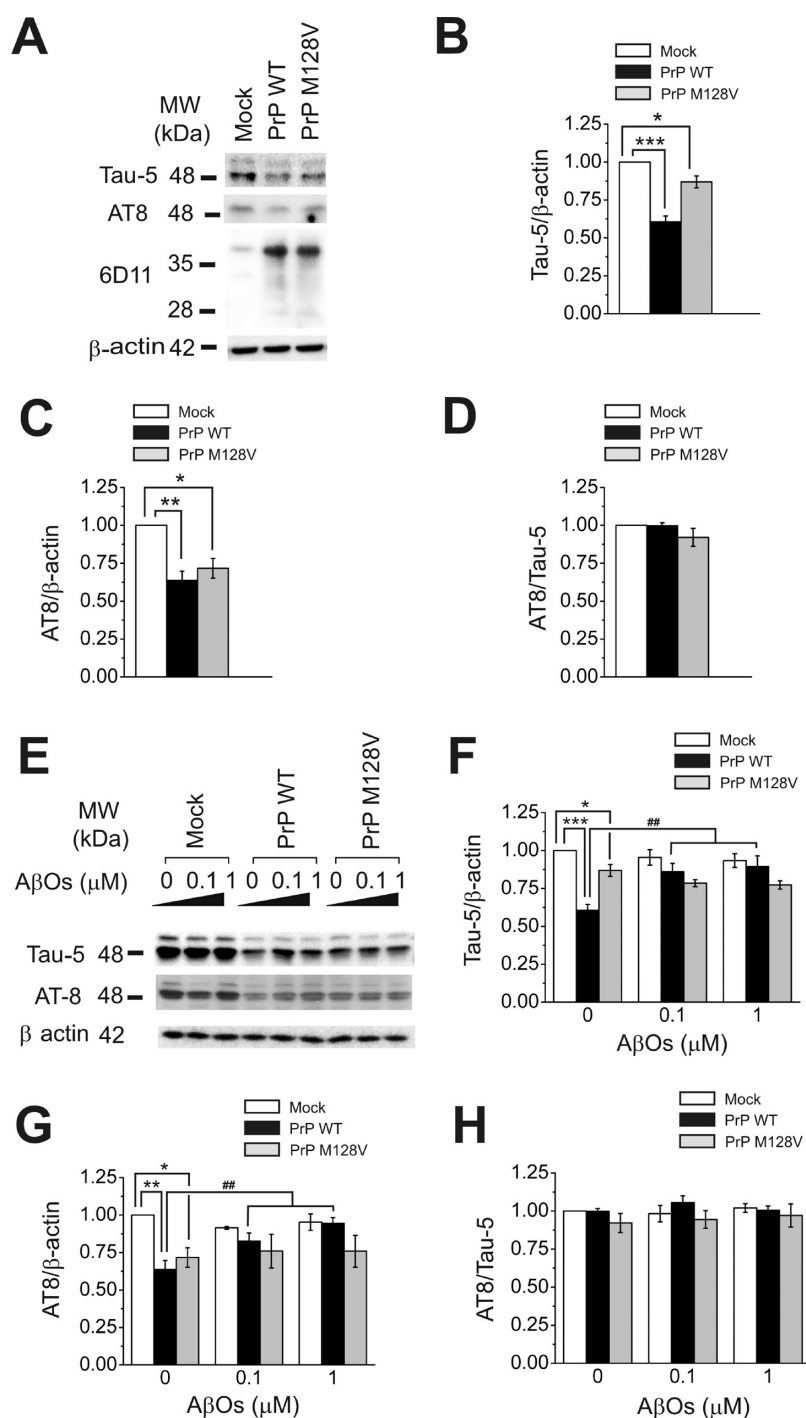 A
MW
(kDa)
Mock
PrP WT
PrP M128V
Tau-5 48
AT8 48
6D11
35
28
β-actin 42
B
Mock
PrP WT
PrP M128V
Tau-5/β-actin
1.25
1.00
0.75
0.50
0.25
0.00
*
***
C
Mock
PrP WT
PrP M128V
AT8/β-actin
1.25
1.00
0.75
0.50
0.25
0.00
*
**
D
Mock
PrP WT
PrP M128V
AT8/Tau-5
1.25
1.00
0.75
0.50
0.25
0.00
E
MW
(kDa)
Mock
PrP WT
PrP M128V
AβOs (μM) 0 0.1 1 0 0.1 1 0 0.1 1
Tau-5 48
AT-8 48
β actin 42
F
Mock
PrP WT
PrP M128V
Tau-5/β-actin
1.25
1.00
0.75
0.50
0.25
0.00
*
***
##
0 0.1 1
AβOs (μM)
G
Mock
PrP WT
PrP M128V
AT8/β-actin
1.25
1.00
0.75
0.50
0.25
0.00
*
**
##
0 0.1 1
AβOs (μM)
H
Mock
PrP WT
PrP M128V
AT8/Tau-5
1.25
1.00
0.75
0.50
0.25
0.00
0 0.1 1
AβOs (μM)